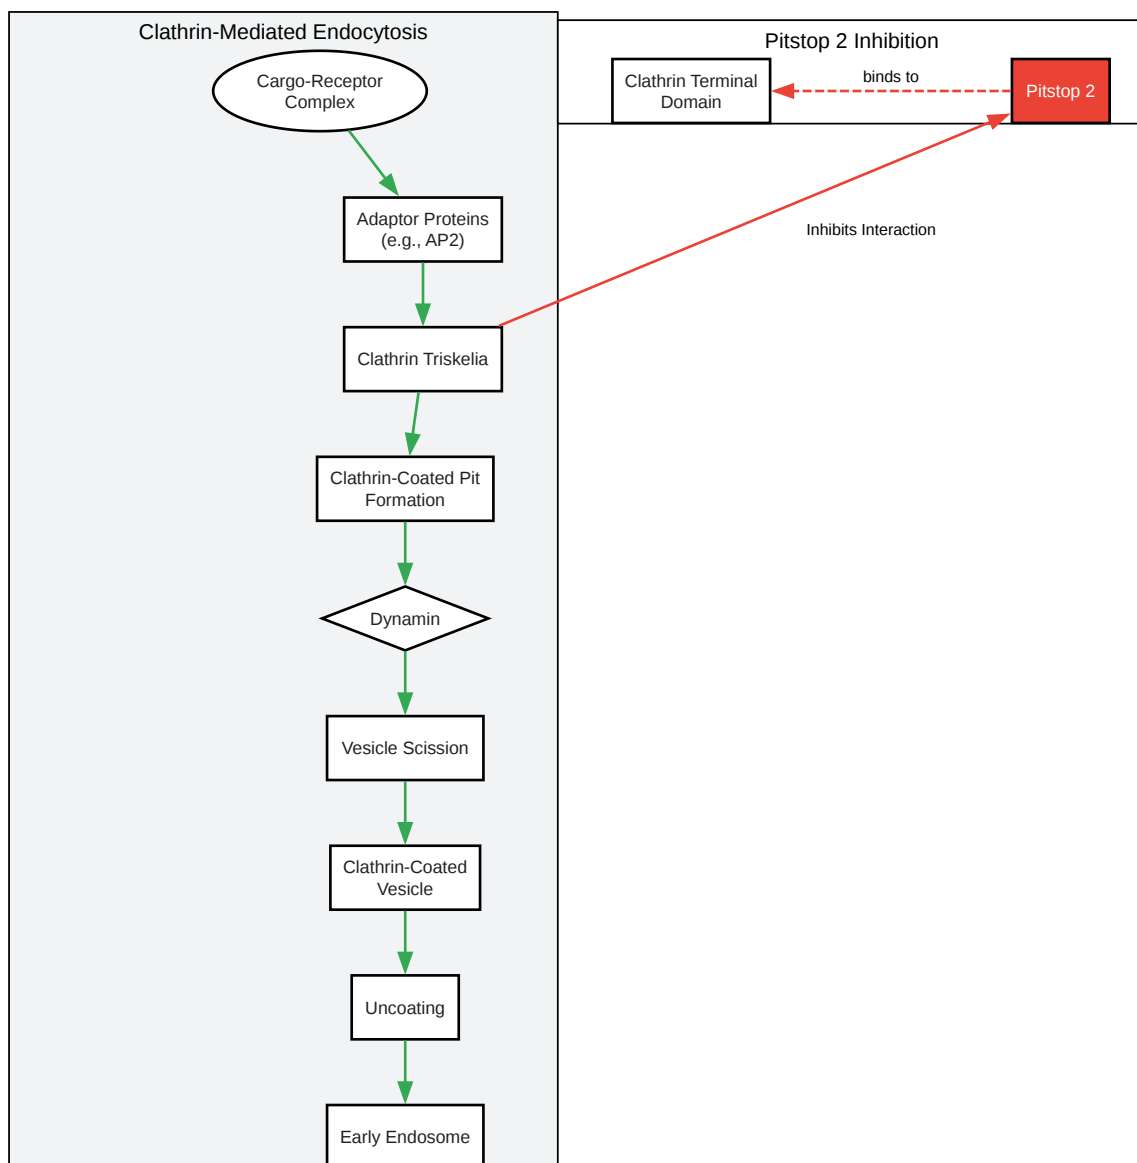 Clathrin-Mediated Endocytosis
Cargo-Receptor
Complex
Adaptor Proteins
(e.g., AP2)
Clathrin Triskelia
Clathrin-Coated Pit
Formation
Dynamin
Vesicle Scission
Clathrin-Coated
Vesicle
Uncoating
Early Endosome
Pitstop 2 Inhibition
Clathrin Terminal
Domain
binds to
Pitstop 2
Inhibits Interaction